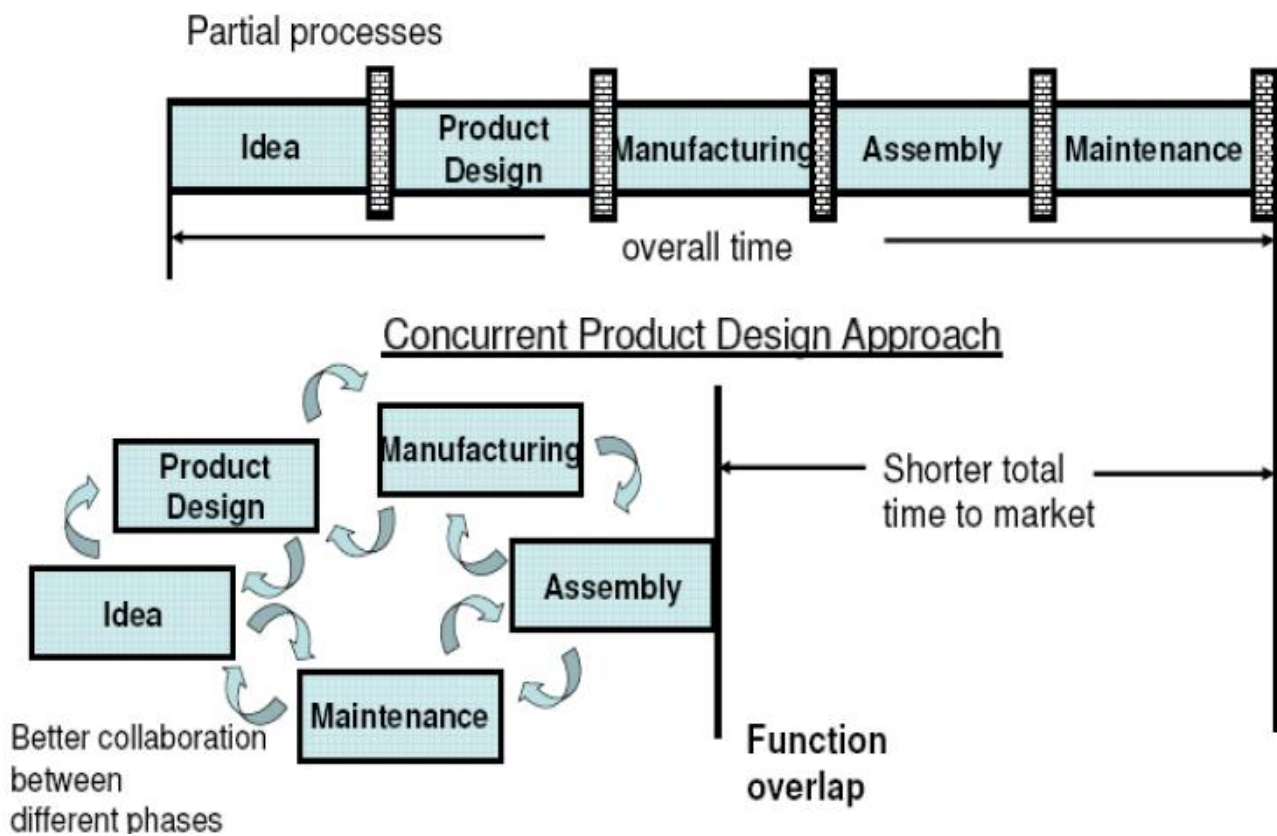 Partial processes
Idea
Product
Design
Manufacturing
Assembly
Maintenance
overall time
Concurrent Product Design Approach
Manufacturing
Product
Design
Shorter total
time to market
Assembly
Idea
Maintenance
Better collaboration
between
different phases
Function
overlap